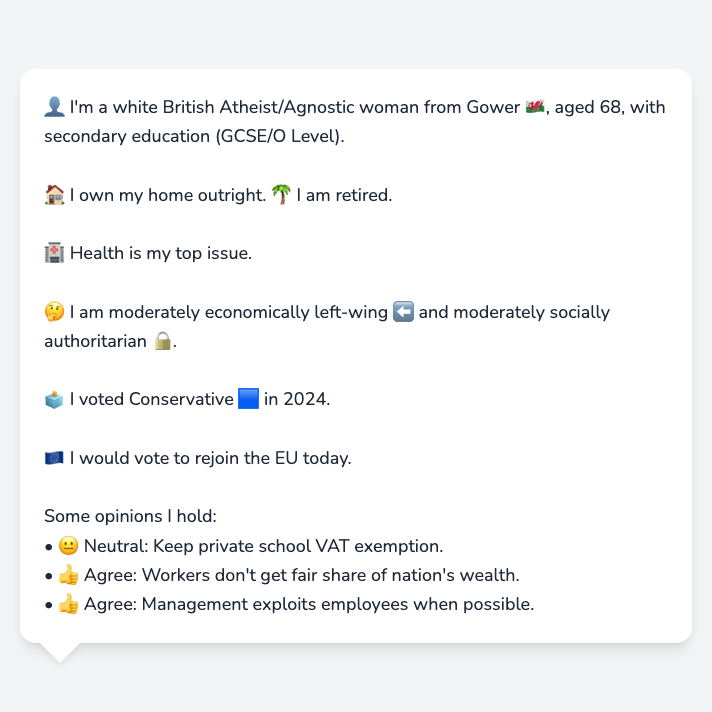 👤 I'm a white British Atheist/Agnostic woman from Gower 🏴󠁧󠁢󠁷󠁬󠁳󠁿, aged 68, with
secondary education (GCSE/O Level).
🏠 I own my home outright. 🌴 I am retired.
🏥 Health is my top issue.
🤔 I am moderately economically left-wing ⬅️ and moderately socially
authoritarian 🔒.
🗳️ I voted Conservative 🟦 in 2024.
🇪🇺 I would vote to rejoin the EU today.
Some opinions I hold:
• 😐 Neutral: Keep private school VAT exemption.
• 👍 Agree: Workers don't get fair share of nation's wealth.
• 👍 Agree: Management exploits employees when possible.